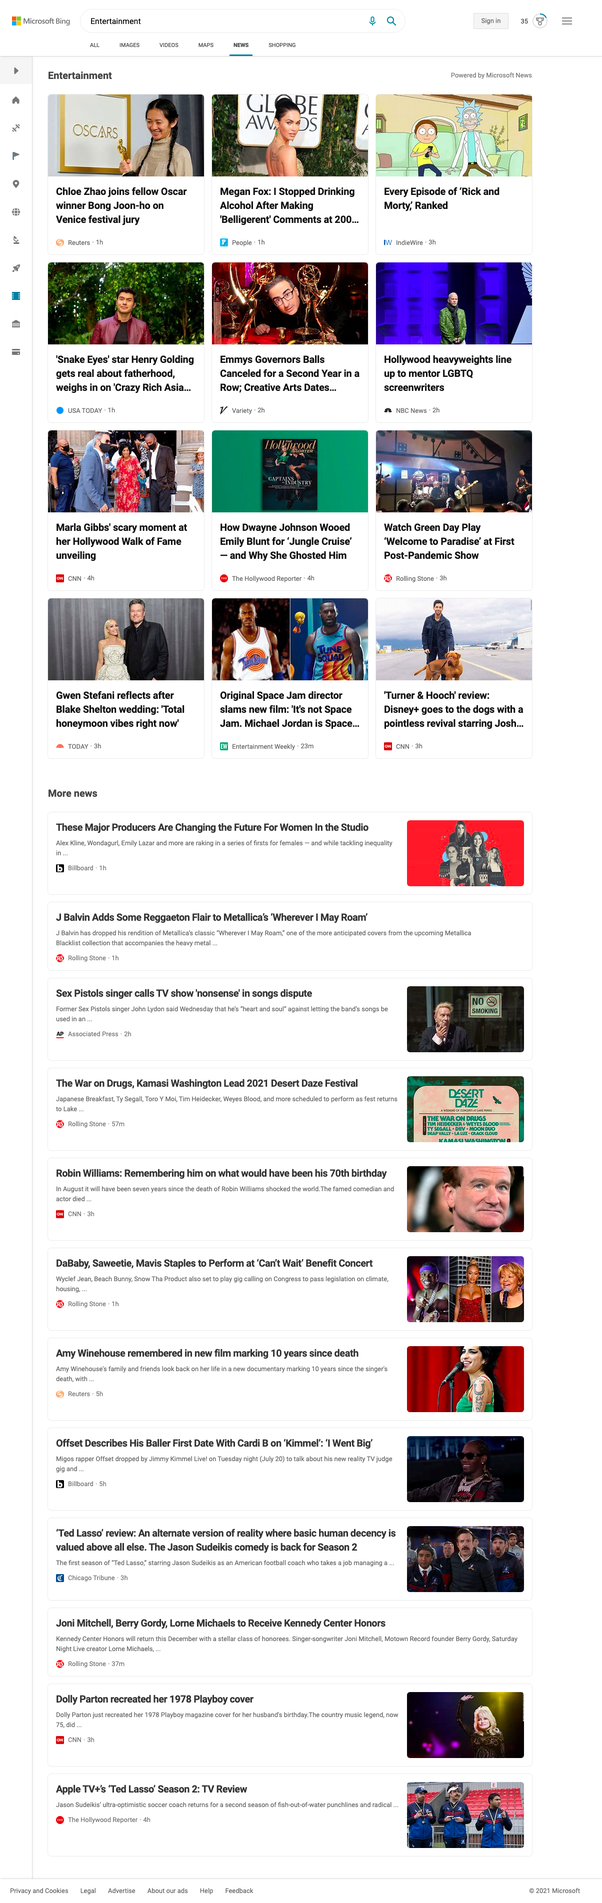 Microsoft Bing
Entertainment
Sign in
35
ALL IMAGES VIDEOS MAPS NEWS SHOPPING
Entertainment
Powered by Microsoft News
OSCARS
GLOBE
AWARDS
Chloe Zhao joins fellow Oscar
winner Bong Joon-ho on
Venice festival jury
Reuters · 1h
Megan Fox: I Stopped Drinking
Alcohol After Making
'Belligerent' Comments at 200...
People · 1h
Every Episode of ‘Rick and
Morty,’ Ranked
IndieWire · 3h
'Snake Eyes' star Henry Golding
gets real about fatherhood,
weighs in on 'Crazy Rich Asia...
USA TODAY · 1h
Emmys Governors Balls
Canceled for a Second Year in a
Row; Creative Arts Dates...
Variety · 2h
Hollywood heavyweights line
up to mentor LGBTQ
screenwriters
NBC News · 2h
Hollywood
CAPTAINS
INDUSTRY
Marla Gibbs' scary moment at
her Hollywood Walk of Fame
unveiling
CNN · 4h
How Dwayne Johnson Wooed
Emily Blunt for ‘Jungle Cruise’
— and Why She Ghosted Him
The Hollywood Reporter · 4h
Watch Green Day Play
‘Welcome to Paradise’ at First
Post-Pandemic Show
Rolling Stone · 3h
TUNE
SQUAD
Gwen Stefani reflects after
Blake Shelton wedding: 'Total
honeymoon vibes right now'
TODAY · 3h
Original Space Jam director
slams new film: 'It's not Space
Jam. Michael Jordan is Space...
Entertainment Weekly · 23m
'Turner & Hooch' review:
Disney+ goes to the dogs with a
pointless revival starring Josh...
CNN · 3h
More news
These Major Producers Are Changing the Future For Women In the Studio
Alex Kline, Wondagurl, Emily Lazar and more are raking in a series of firsts for females — and while tackling inequality
in ...
Billboard · 1h
J Balvin Adds Some Reggaeton Flair to Metallica’s ‘Wherever I May Roam’
J Balvin has dropped his rendition of Metallica's classic “Wherever I May Roam,” one of the more anticipated covers from the upcoming Metallica
Blacklist collection that accompanies the heavy metal ...
Rolling Stone · 1h
Sex Pistols singer calls TV show 'nonsense' in songs dispute
Former Sex Pistols singer John Lydon said Wednesday that he's “heart and soul” against letting the band's songs be
used in an ...
AP Associated Press · 2h
NO
SMOKING
The War on Drugs, Kamasi Washington Lead 2021 Desert Daze Festival
Japanese Breakfast, Ty Segall, Toro Y Moi, Tim Heidecker, Weyes Blood, and more scheduled to perform as fest returns
to Lake ...
Rolling Stone · 57m
DESERT
DAZE
THE WAR ON DRUGS
KAMASI WASHINGTON
Robin Williams: Remembering him on what would have been his 70th birthday
In August it will have been seven years since the death of Robin Williams shocked the world.The famed comedian and
actor died ...
CNN · 3h
DaBaby, Saweetie, Mavis Staples to Perform at ‘Can’t Wait’ Benefit Concert
Wyclef Jean, Beach Bunny, Snow Tha Product also set to play gig calling on Congress to pass legislation on climate,
housing, ...
Rolling Stone · 1h
Amy Winehouse remembered in new film marking 10 years since death
Amy Winehouse's family and friends look back on her life in a new documentary marking 10 years since the singer's
death, with ...
Reuters · 5h
Offset Describes His Baller First Date With Cardi B on ‘Kimmel’: ‘I Went Big’
Migos rapper Offset dropped by Jimmy Kimmel Live! on Tuesday night (July 20) to talk about his new reality TV judge
gig and ...
Billboard · 5h
‘Ted Lasso’ review: An alternate version of reality where basic human decency is
valued above all else. The Jason Sudeikis comedy is back for Season 2
The first season of “Ted Lasso,” starring Jason Sudeikis as an American football coach who takes a job managing a ...
Chicago Tribune · 3h
Joni Mitchell, Berry Gordy, Lorne Michaels to Receive Kennedy Center Honors
Kennedy Center Honors will return this December with a stellar class of honorees. Singer-songwriter Joni Mitchell, Motown Record founder Berry Gordy, Saturday
Night Live creator Lorne Michaels, ...
Rolling Stone · 37m
Dolly Parton recreated her 1978 Playboy cover
Dolly Parton just recreated her 1978 Playboy magazine cover for her husband's birthday.The country music legend, now
75, did ...
CNN · 3h
Apple TV+’s ‘Ted Lasso’ Season 2: TV Review
Jason Sudeikis' ultra-optimistic soccer coach returns for a second season of fish-out-of-water punchlines and radical ...
The Hollywood Reporter · 4h
Privacy and Cookies Legal Advertise About our ads Help Feedback
© 2021 Microsoft